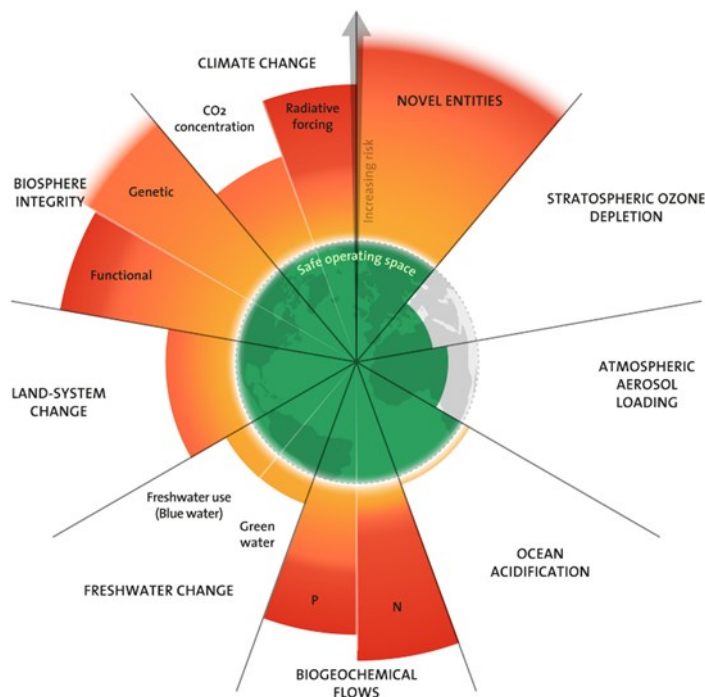 CLIMATE CHANGE
CO2
concentration
Radiative
forcing
NOVEL ENTITIES
Increasing risk
STRATOSPHERIC OZONE
DEPLETION
BIOSPHERE
INTEGRITY
Genetic
Functional
Safe operating space
ATMOSPHERIC
AEROSOL
LOADING
LAND-SYSTEM
CHANGE
Freshwater use
(Blue water)
Green
water
FRESHWATER CHANGE
OCEAN
ACIDIFICATION
P
N
BIOGEOCHEMICAL
FLOWS